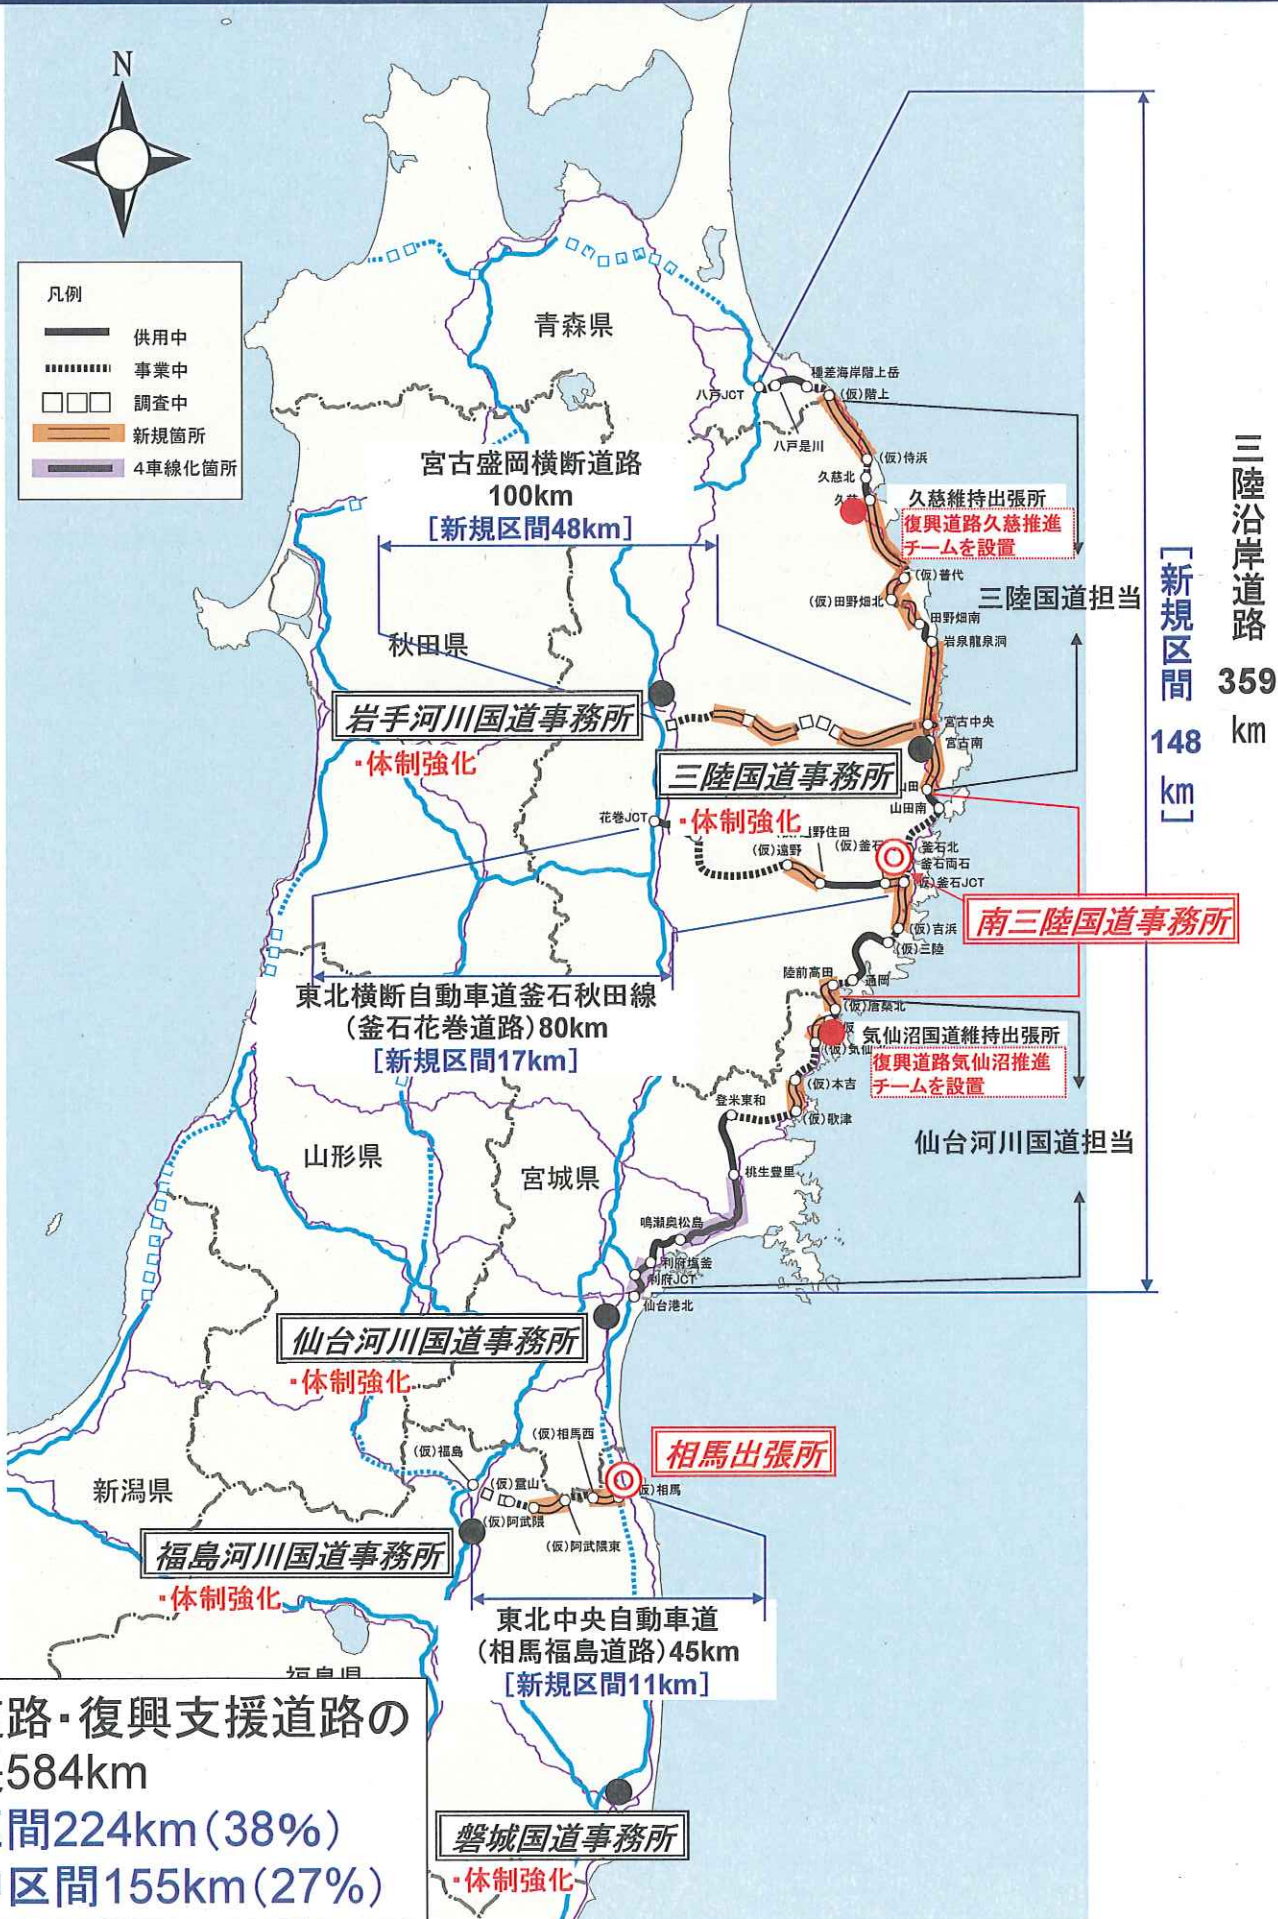 N
凡例
供用中
事業中
調査中
新規箇所
4車線化箇所
青森県
八戸JCT
種差海岸階上岳
(仮)階上
八戸是川
(仮)侍浜
久慈北
久慈維持出張所
復興道路久慈推進
チームを設置
宮古盛岡横断道路
100km
[新規区間48km]
(仮)普代
(仮)田野畑北
田野畑南
岩泉龍泉洞
三陸国道担当
三陸沿岸道路 359 km
[新規区間 148 km]
秋田県
岩手河川国道事務所
・体制強化
宮古中央
宮古南
三陸国道事務所
・体制強化
山田南
花巻JCT
(仮)遠野
釜石北
釜石両石
(仮)釜石JCT
南三陸国道事務所
(仮)吉浜
(仮)三陸
通岡
陸前高田
(仮)唐桑北
東北横断自動車道釜石秋田線
(釜石花巻道路)80km
[新規区間17km]
気仙沼国道維持出張所
復興道路気仙沼推進
チームを設置
(仮)本吉
(仮)歌津
登米東和
仙台河川国道担当
山形県
宮城県
桃生豊里
鳴瀬奥松島
利府塩釜
利府JCT
仙台港北
仙台河川国道事務所
・体制強化
(仮)相馬西
(仮)福島
相馬出張所
新潟県
(仮)霊山
仮)相馬
(仮)阿武隈
(仮)阿武隈東
福島河川国道事務所
・体制強化
東北中央自動車道
(相馬福島道路)45km
[新規区間11km]
福島県
路・復興支援道路の
584km
間224km(38%)
区間155km(27%)
磐城国道事務所
・体制強化